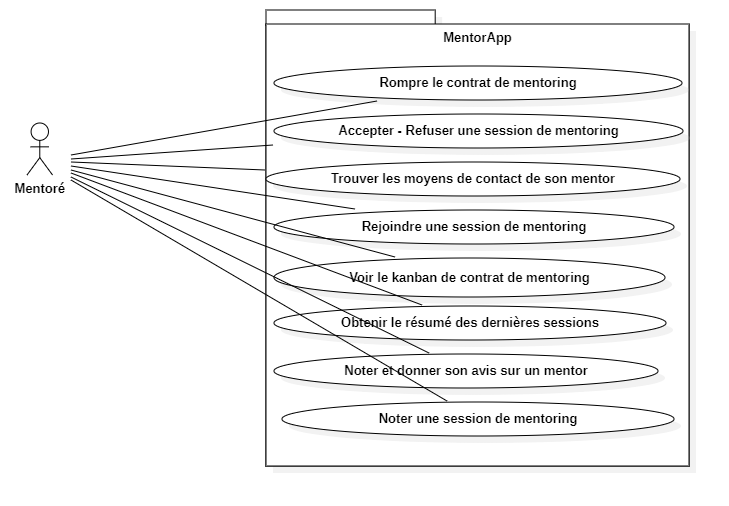 MentorApp
Rompre le contrat de mentoring
Accepter - Refuser une session de mentoring
Trouver les moyens de contact de son mentor
Mentoré
Rejoindre une session de mentoring
Voir le kanban de contrat de mentoring
Obtenir le résumé des dernières sessions
Noter et donner son avis sur un mentor
Noter une session de mentoring